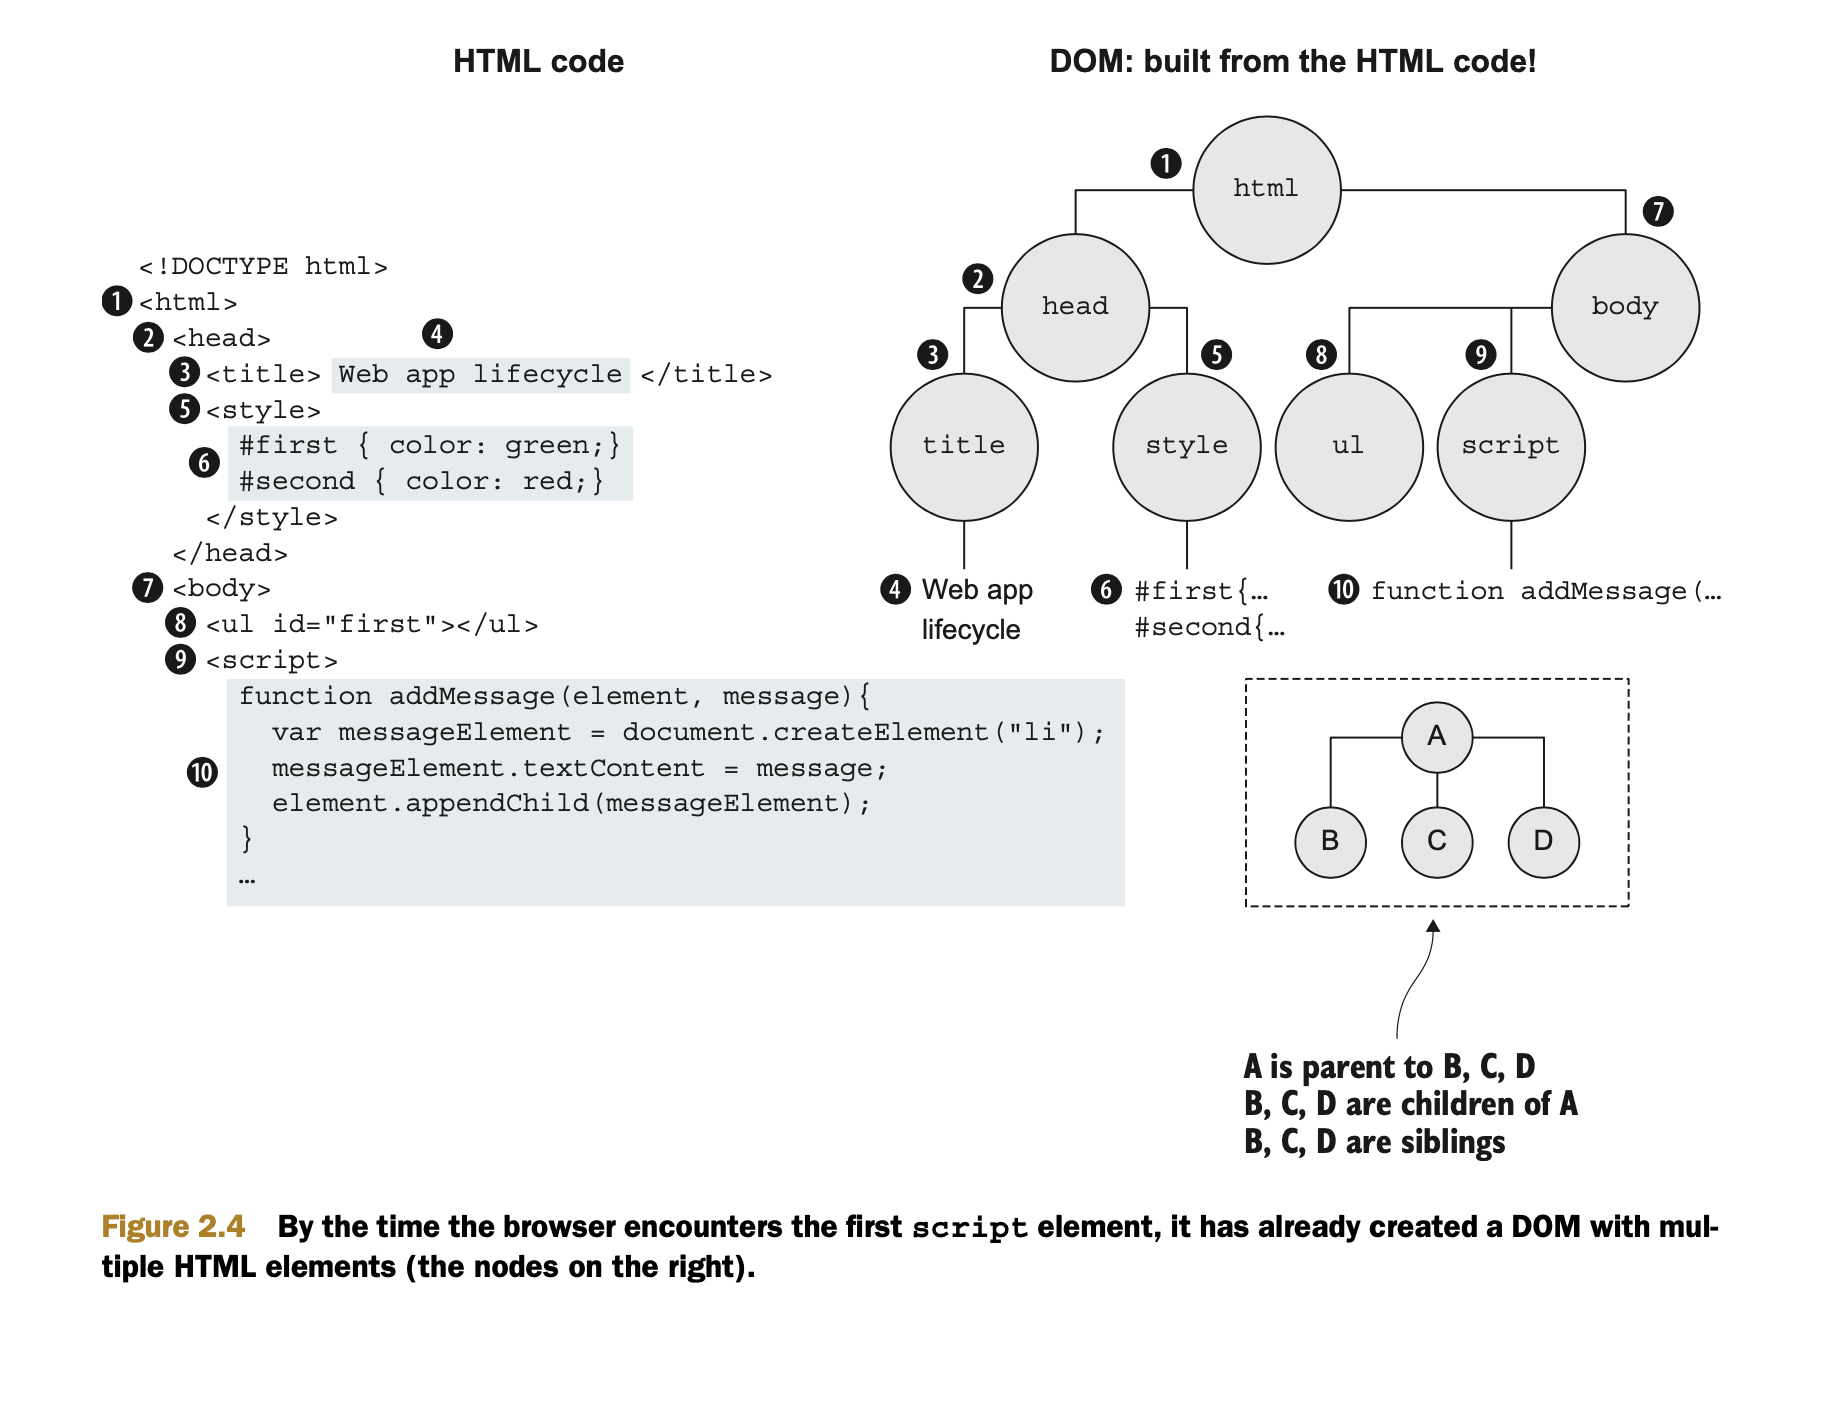 HTML code
<!DOCTYPE html>
1 <html>
2 <head>
4
3 <title> Web app lifecycle </title>
5 <style>
#first { color: green;}
6
#second { color: red;}
</style>
</head>
7 <body>
8 <ul id="first"></ul>
9 <script>
function addMessage(element, message){
var messageElement = document.createElement("li");
10 messageElement.textContent = message;
element.appendChild(messageElement);
}
…
DOM: built from the HTML code!
1 html
7
2 head
body
3
5
8
9
title
style
ul
script
4 Web app
lifecycle
6 #first{…
#second{…
10 function addMessage(…
A
B C D
A is parent to B, C, D
B, C, D are children of A
B, C, D are siblings
Figure 2.4 By the time the browser encounters the first script element, it has already created a DOM with mul-
tiple HTML elements (the nodes on the right).